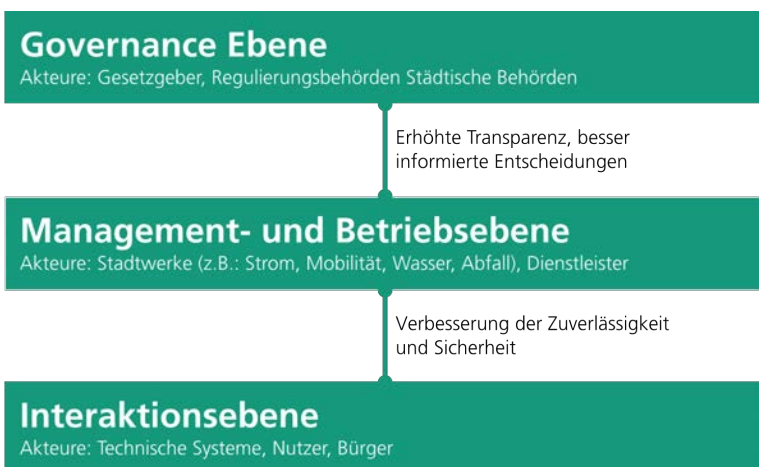 Governance Ebene
Akteure: Gesetzgeber, Regulierungsbehörden Städtische Behörden
Erhöhte Transparenz, besser
informierte Entscheidungen
Management- und Betriebsebene
Akteure: Stadtwerke (z.B.: Strom, Mobilität, Wasser, Abfall), Dienstleister
Verbesserung der Zuverlässigkeit
und Sicherheit
Interaktionsebene
Akteure: Technische Systeme, Nutzer, Bürger